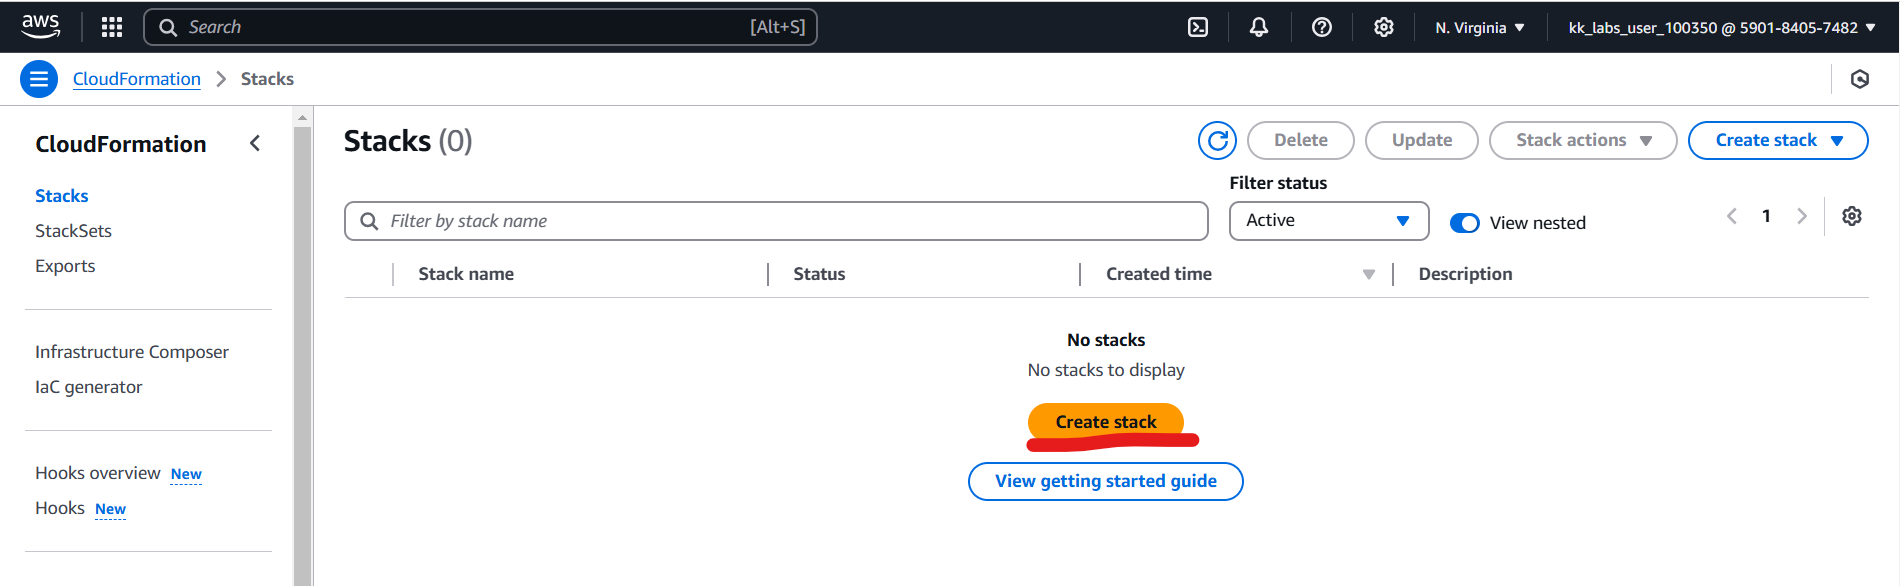 aws
Search [Alt+S]
N. Virginia
kk_labs_user_100350 @ 5901-8405-7482
CloudFormation > Stacks
CloudFormation
Stacks
StackSets
Exports
Infrastructure Composer
IaC generator
Hooks overview New
Hooks New
Stacks (0)
Delete
Update
Stack actions
Create stack
Filter by stack name
Filter status
Active
View nested
1
Stack name
Status
Created time
Description
No stacks
No stacks to display
Create stack
View getting started guide